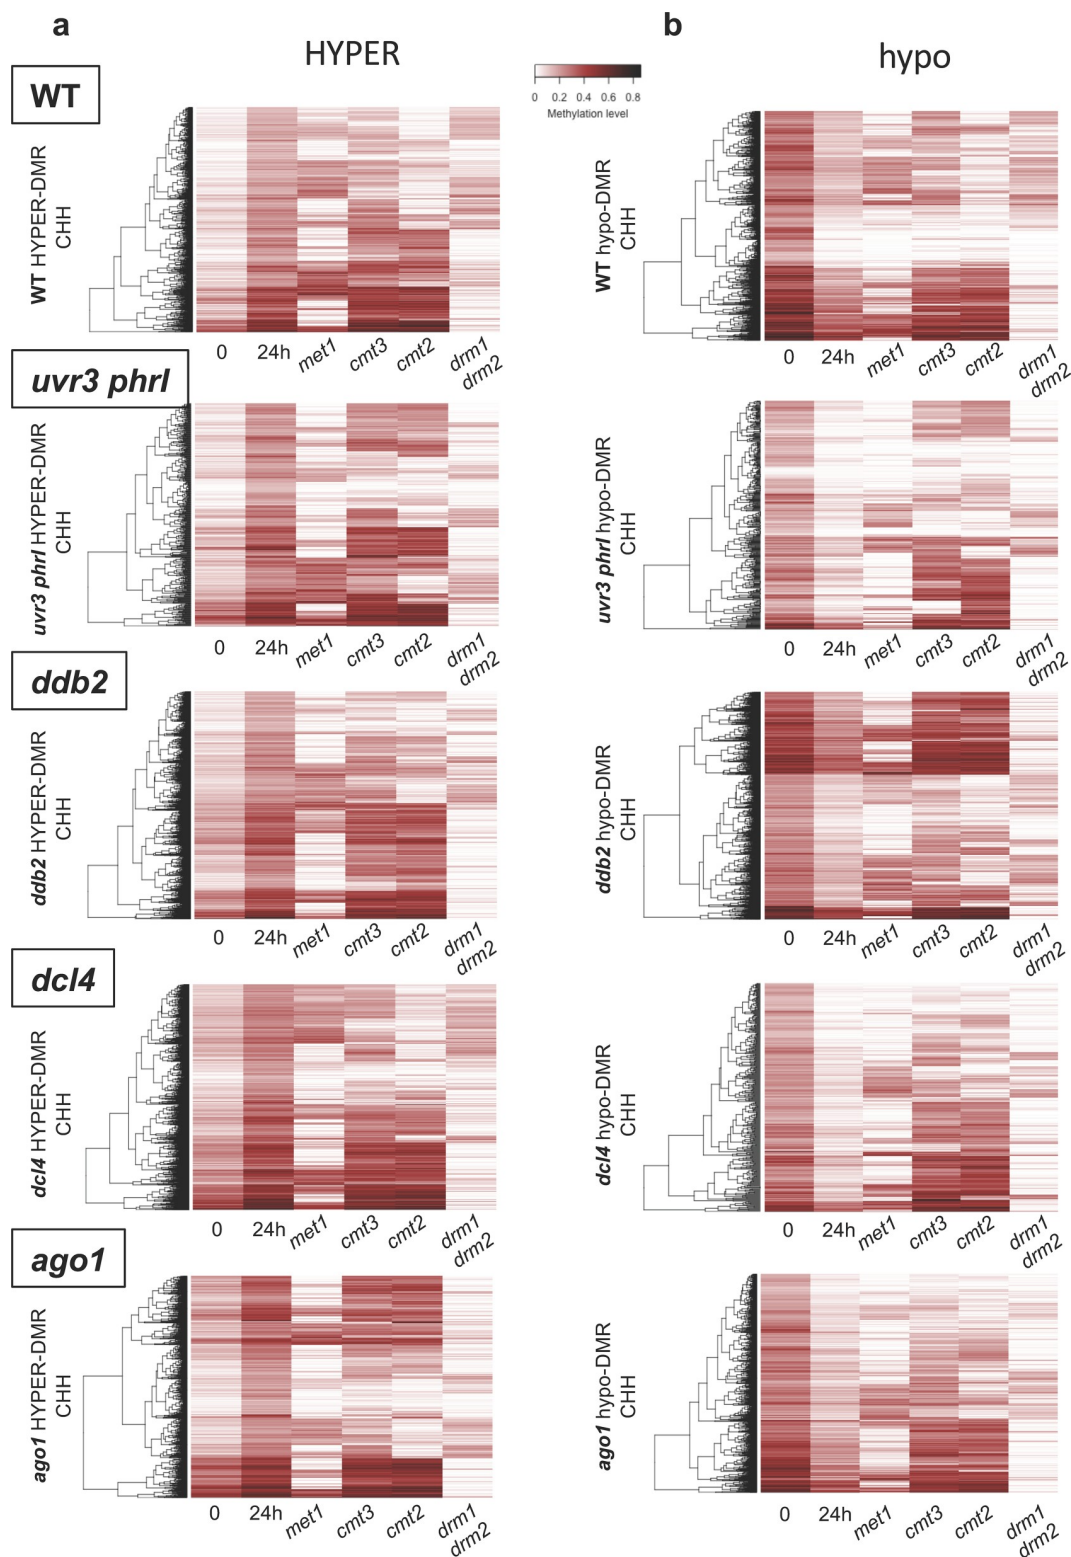 a
b
HYPER
hypo
0 0.2 0.4 0.6 0.8
Methylation level
WT
WT HYPER-DMR
CHH
0 24h met1 cmt3 cmt2 drm1
drm2
WT hypo-DMR
CHH
0 24h met1 cmt3 cmt2 drm1
drm2
uvr3 phrI
uvr3 phrI HYPER-DMR
CHH
0 24h met1 cmt3 cmt2 drm1
drm2
uvr3 phrI hypo-DMR
CHH
0 24h met1 cmt3 cmt2 drm1
drm2
ddb2
ddb2 HYPER-DMR
CHH
0 24h met1 cmt3 cmt2 drm1
drm2
ddb2 hypo-DMR
CHH
0 24h met1 cmt3 cmt2 drm1
drm2
dcl4
dcl4 HYPER-DMR
CHH
0 24h met1 cmt3 cmt2 drm1
drm2
dcl4 hypo-DMR
CHH
0 24h met1 cmt3 cmt2 drm1
drm2
ago1
ago1 HYPER-DMR
CHH
0 24h met1 cmt3 cmt2 drm1
drm2
ago1 hypo-DMR
CHH
0 24h met1 cmt3 cmt2 drm1
drm2